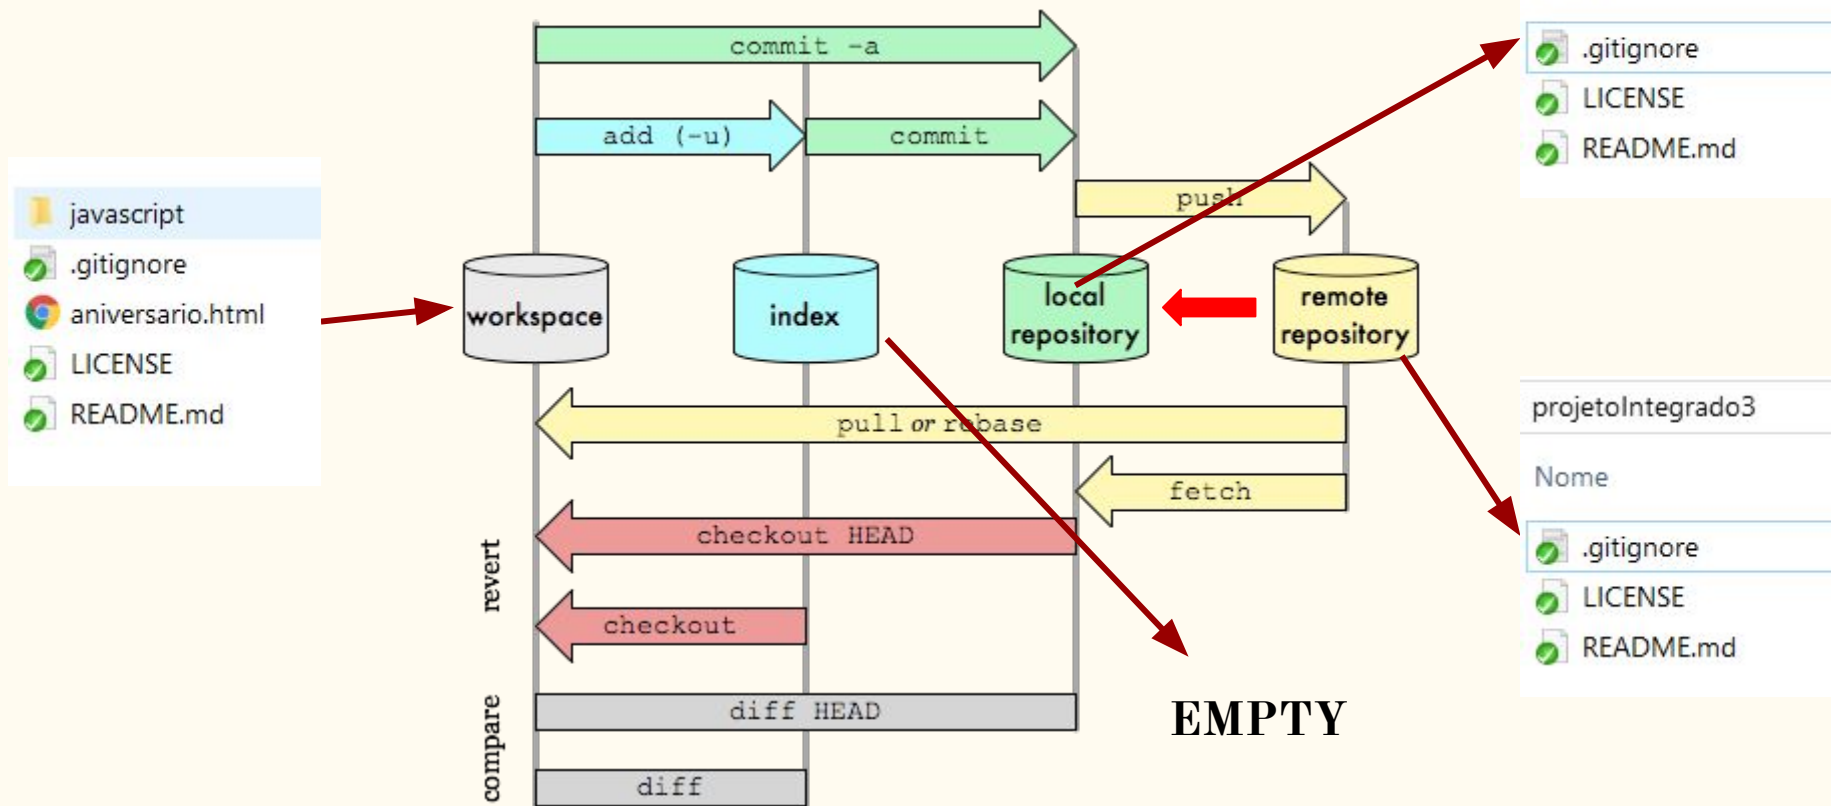 commit -a
add (-u)
commit
push
javascript
.gitignore
aniversario.html
LICENSE
README.md
workspace
index
local
repository
remote
repository
pull or rebase
fetch
checkout HEAD
checkout
revert
diff HEAD
diff
compare
EMPTY
.gitignore
LICENSE
README.md
projetoIntegrado3
Nome
.gitignore
LICENSE
README.md